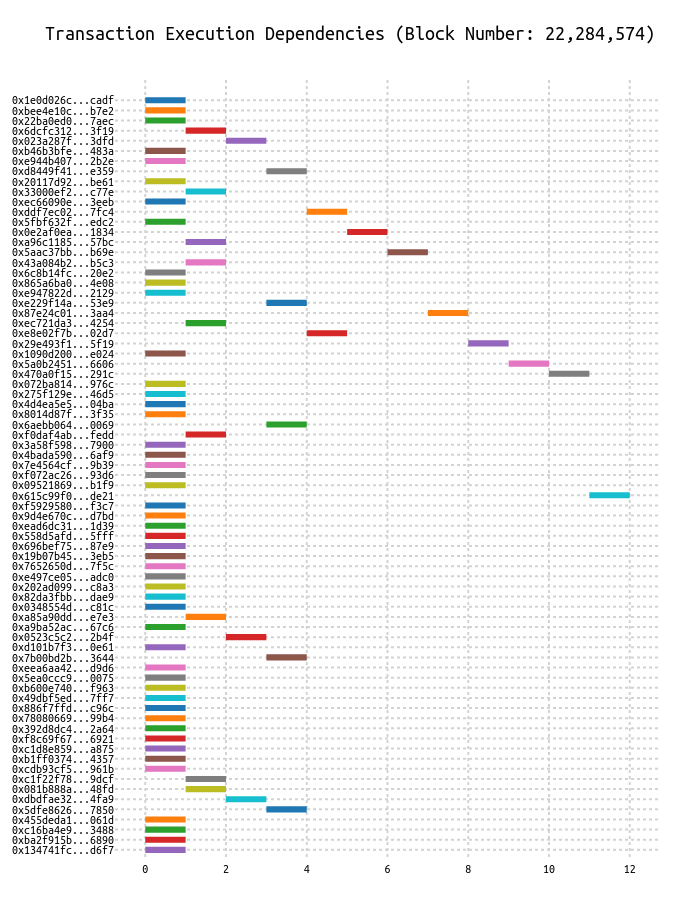 Transaction Execution Dependencies (Block Number: 22,284,574)
0x1e0d026c...cadf
0xbee4e10c...b7e2
0x22ba0ed0...7aec
0x6dcfc312...3f19
0x023a287f...3dfd
0xb46b3bfe...483a
0xe944b407...2b2e
0xd8449f41...e359
0x20117d92...be61
0x33000ef2...c77e
0xec66090e...3eeb
0xddf7ec02...7fc4
0x5fbf632f...edc2
0x0e2af0ea...1834
0xa96c1185...57bc
0x5aac37bb...b69e
0x43a084b2...b5c3
0x6c8b14fc...20e2
0x865a6ba0...4e08
0xe947822d...2129
0xe229f14a...53e9
0x87e24c01...3aa4
0xec721da3...4254
0xe8e02f7b...02d7
0x29e493f1...5f19
0x1090d200...e024
0x5a0b2451...6606
0x470a0f15...291c
0x072ba814...976c
0x275f129e...46d5
0x4d4ea5e5...04ba
0x8014d87f...3f35
0x6aebb064...0069
0xf0daf4ab...fedd
0x3a58f598...7900
0x4bada590...6af9
0x7e4564cf...9b39
0xf072ac26...93d6
0x09521869...b1f9
0x615c99f0...de21
0xf5929580...f3c7
0x9d4e670c...d7bd
0xead6dc31...1d39
0x558d5afd...5fff
0x696bef75...87e9
0x19b07b45...3eb5
0x7652650d...7f5c
0xe497ce05...adc0
0x202ad099...c8a3
0x82da3fbb...dae9
0x0348554d...c81c
0xa85a90dd...e7e3
0xa9ba52ac...67c6
0x0523c5c2...2b4f
0xd101b7f3...0e61
0x7b00bd2b...3644
0xeea6aa42...d9d6
0x5ea0ccc9...0075
0xb600e740...f963
0x49dbf5ed...7ff7
0x886f7ffd...c96c
0x78080669...99b4
0x392d8dc4...2a64
0xf8c69f67...6921
0xc1d8e859...a875
0xb1ff0374...4357
0xcdb93cf5...961b
0xc1f22f78...9dcf
0x081b888a...48fd
0xdbdfae32...4fa9
0x5dfe8626...7850
0x455deda1...061d
0xc16ba4e9...3488
0xba2f915b...6890
0x134741fc...d6f7
0 2 4 6 8 10 12